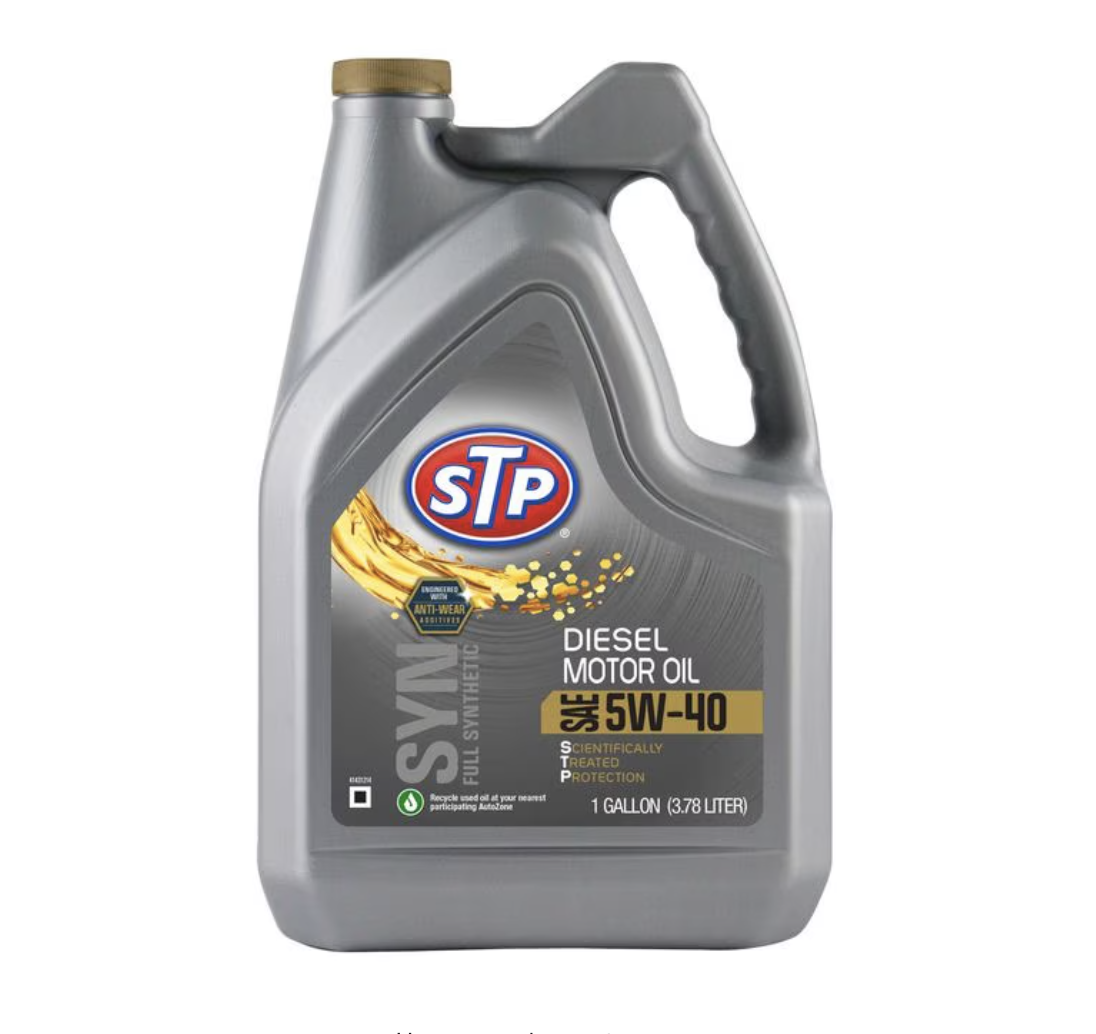 STP
®
ENGINEERED
WITH
ANTI-WEAR
ADDITIVES
SYN
FULL SYNTHETIC
DIESEL
MOTOR OIL
SAE 5W-40
SCIENTIFICALLY
TREATED
PROTECTION
Recycle used oil at your nearest
participating AutoZone
1 GALLON (3.78 LITER)